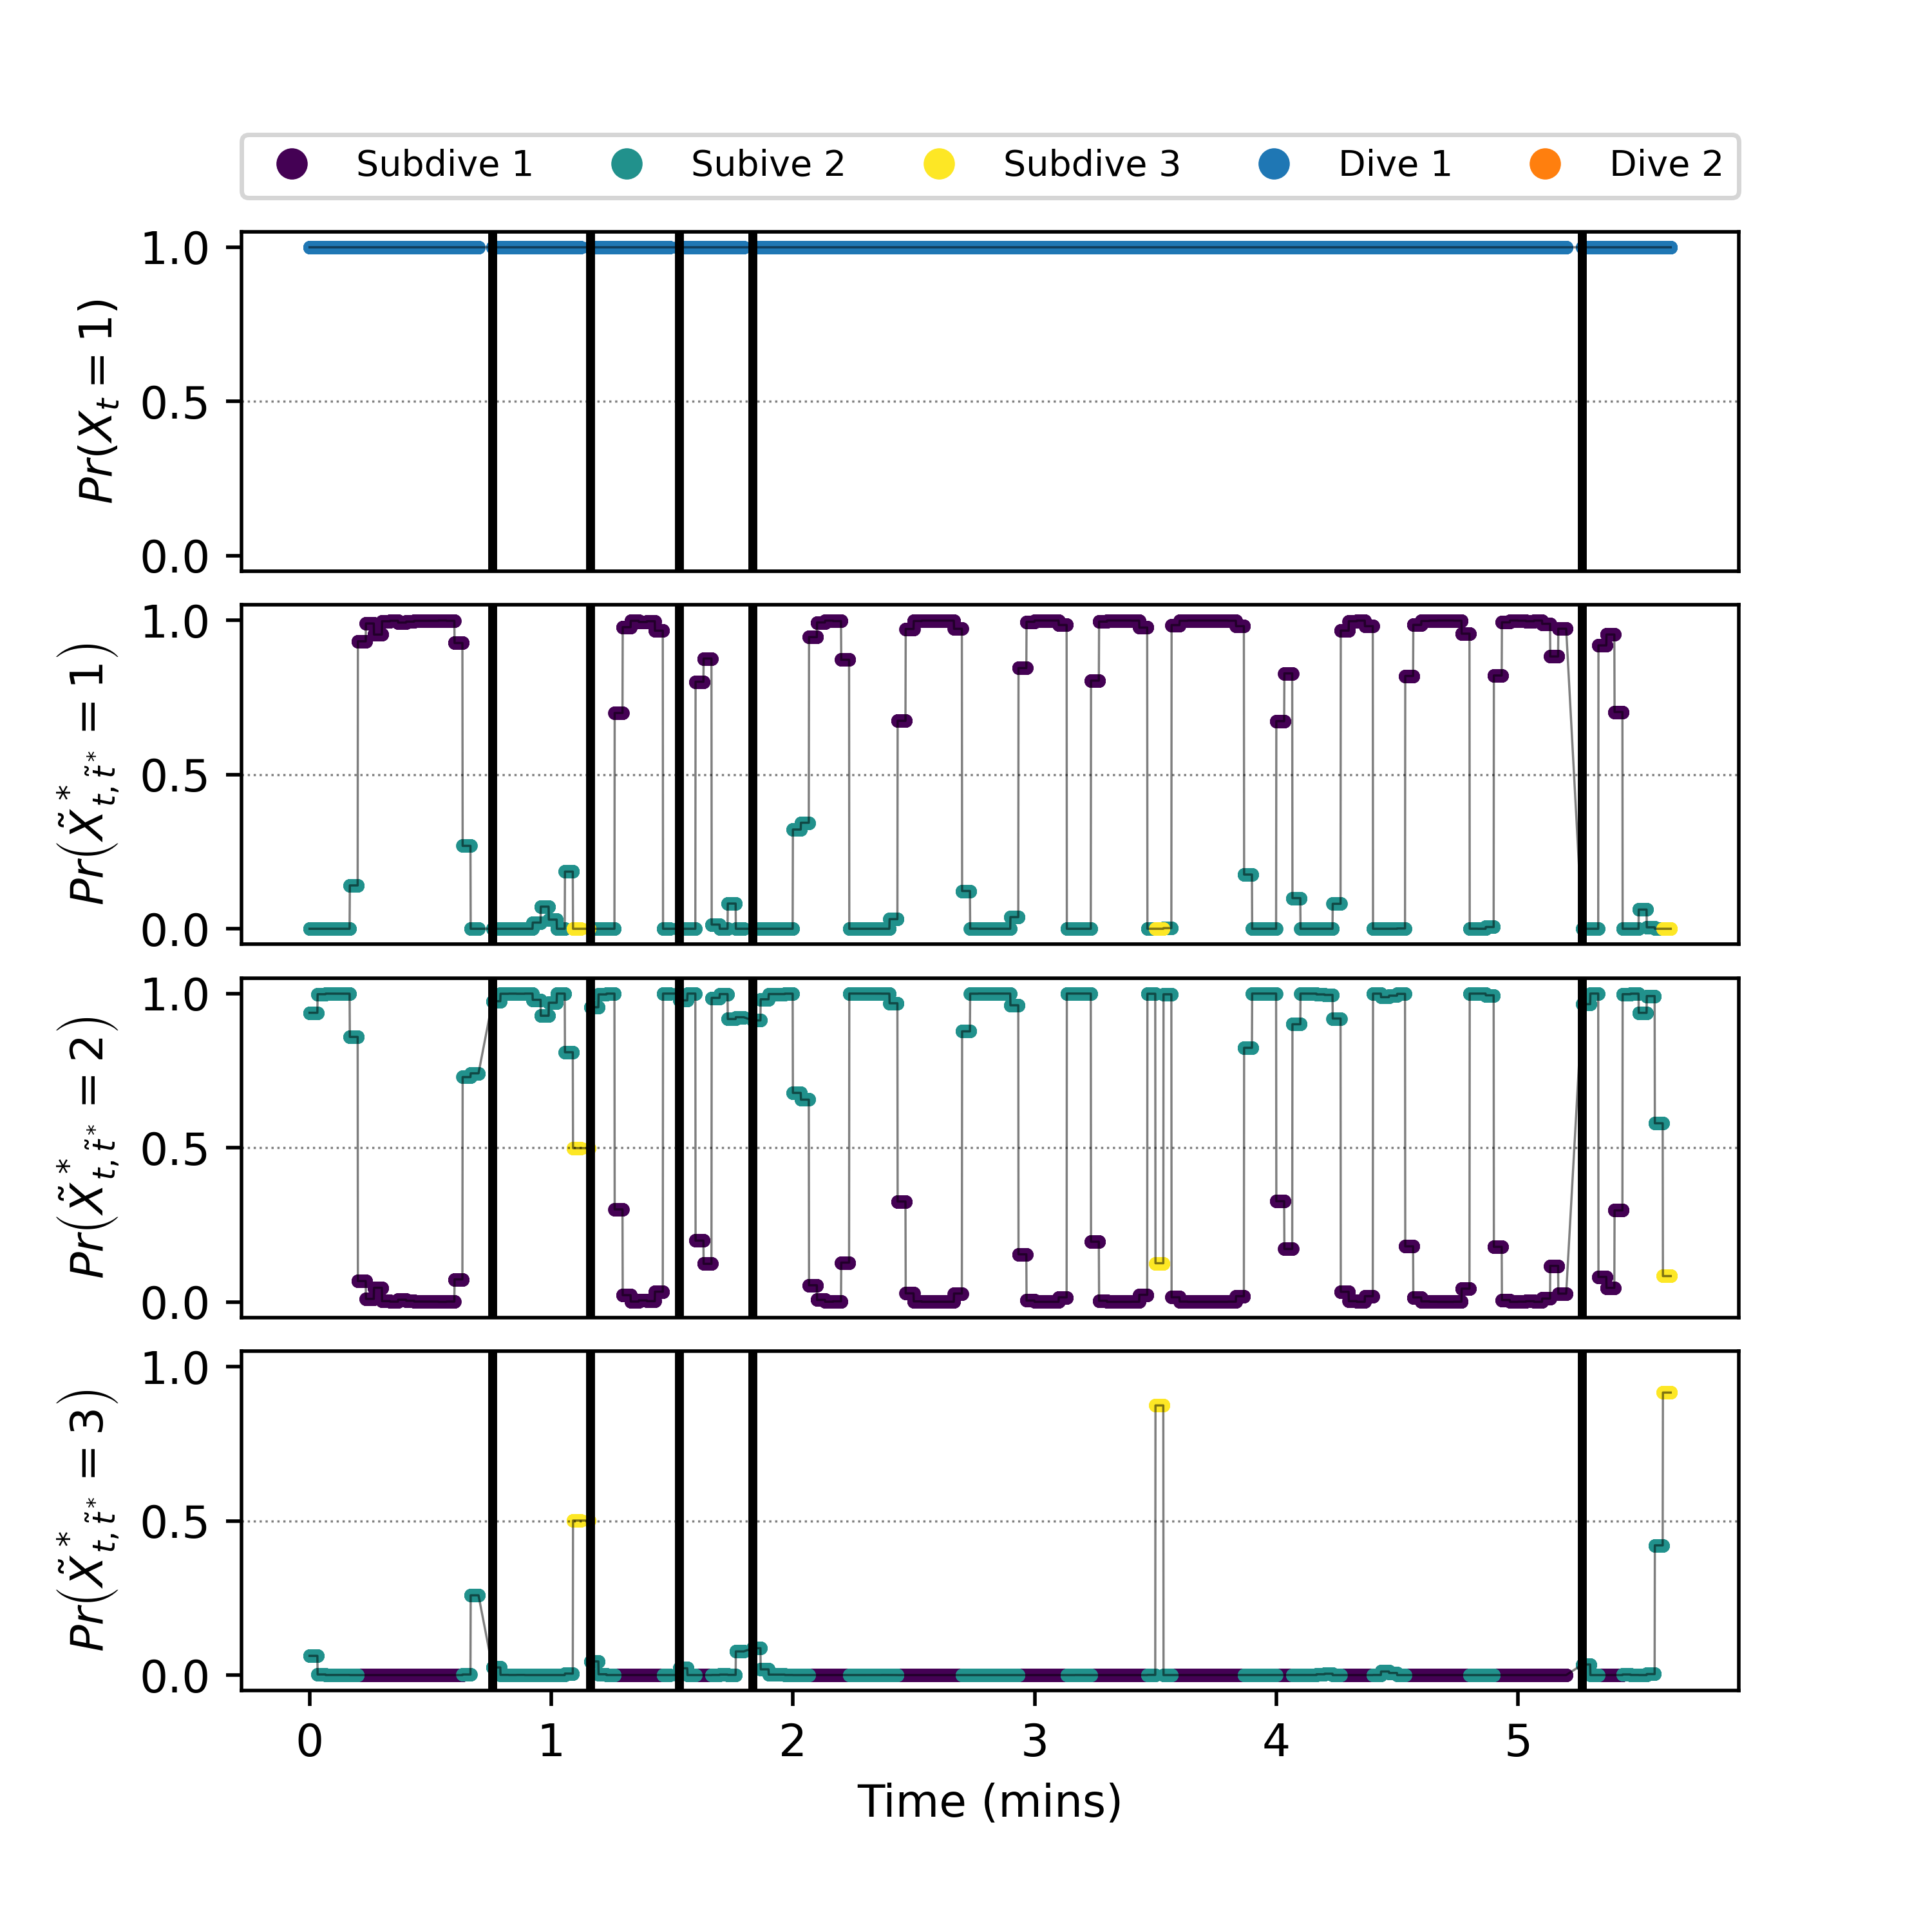 Subdive 1 Subive 2 Subdive 3 Dive 1 Dive 2
1.0
0.5
0.0
Pr(X_t = 1)
1.0
0.5
0.0
Pr(X̃*_{t, t̃*} = 1)
1.0
0.5
0.0
Pr(X̃*_{t, t̃*} = 2)
1.0
0.5
0.0
Pr(X̃*_{t, t̃*} = 3)
0 1 2 3 4 5
Time (mins)